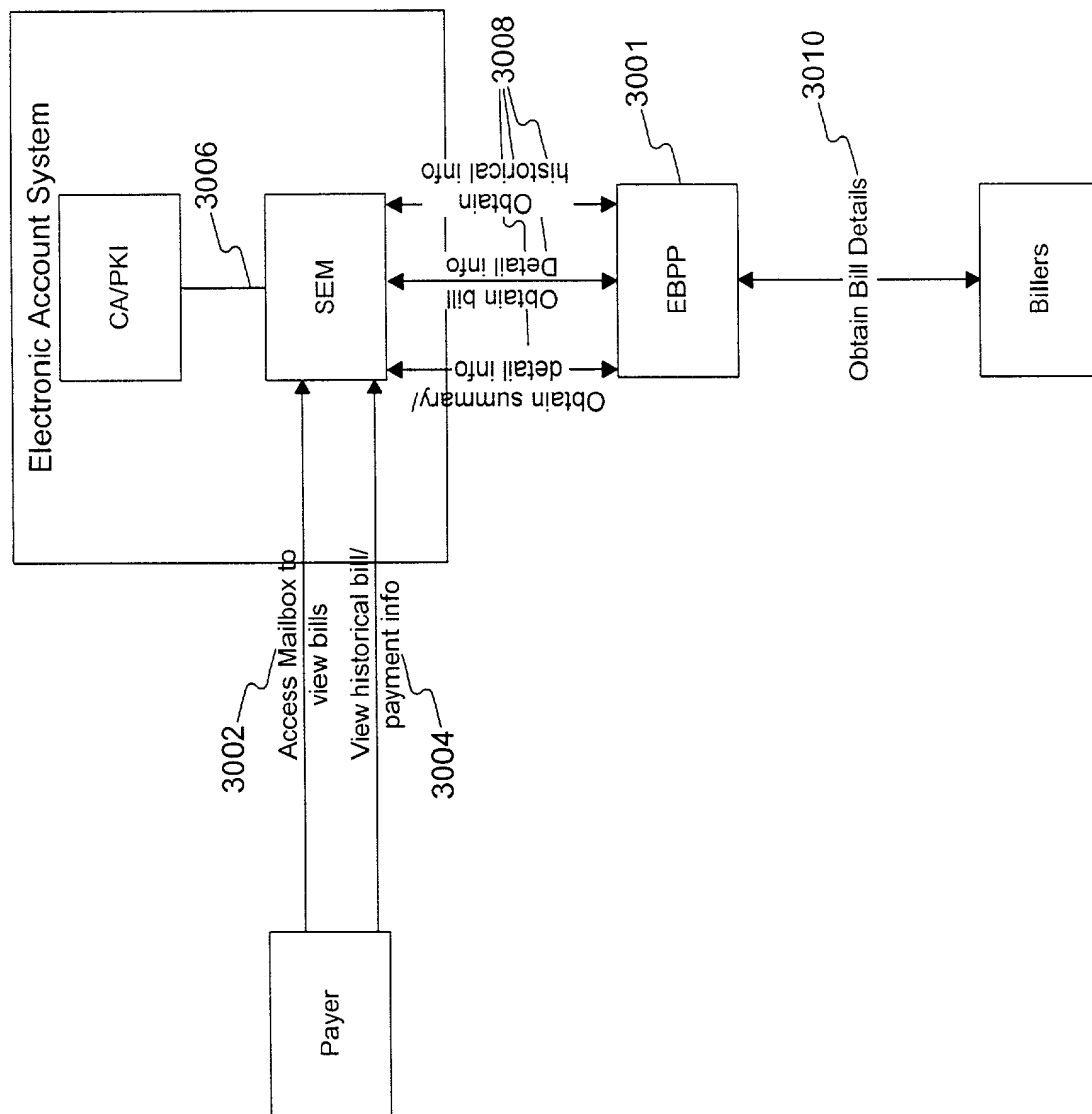 Electronic Account System
CA/PKI
3006
SEM
3002
Access Mailbox to
view bills
View historical bill/
payment info
3004
Payer
Obtain summary/
detail info
Obtain bill
Detail info
Obtain
historical info
3008
EBPP
3001
Obtain Bill Details
3010
Billers